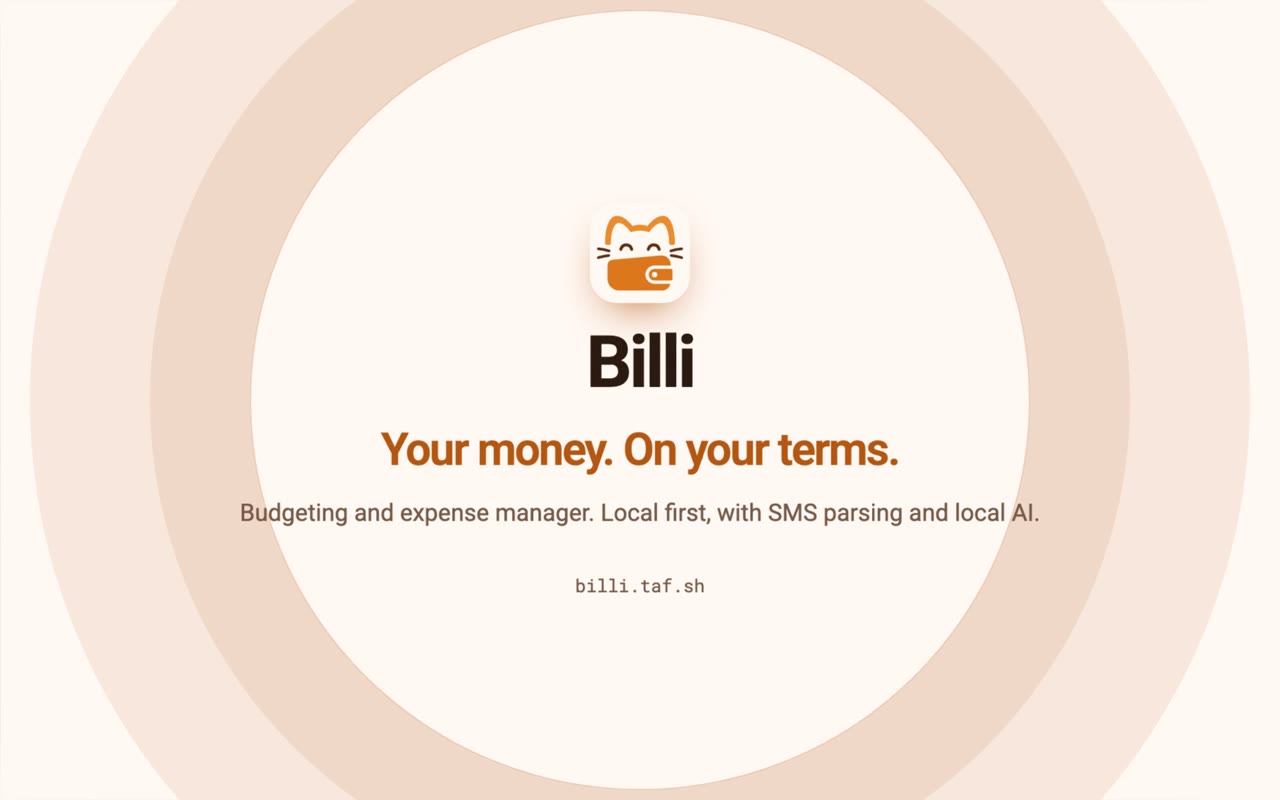 Billi
Your money. On your terms.
Budgeting and expense manager. Local first, with SMS parsing and local AI.
billi.taf.sh